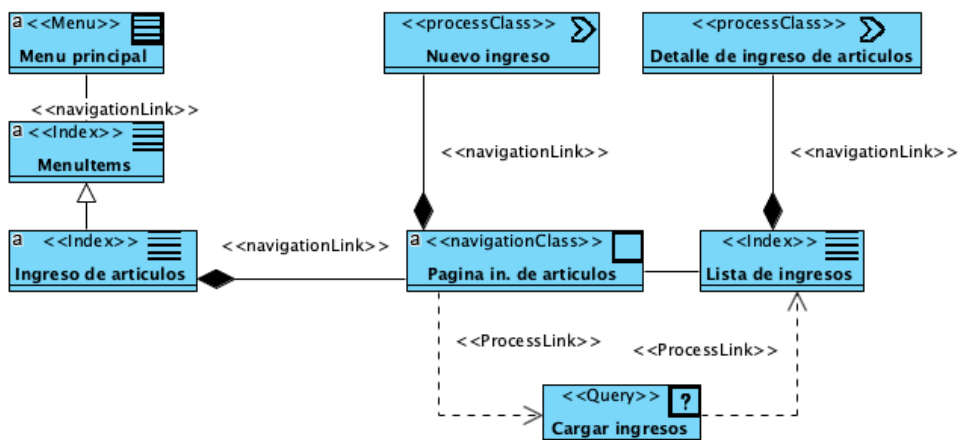 a <<Menu>>
Menu principal
<<processClass>>
Nuevo ingreso
<<processClass>>
Detalle de ingreso de articulos
<<navigationLink>>
a <<Index>>
MenuItems
<<navigationLink>>
<<navigationLink>>
a <<Index>>
Ingreso de articulos
<<navigationLink>>
a <<navigationClass>>
Pagina in. de articulos
<<Index>>
Lista de ingresos
<<ProcessLink>>
<<ProcessLink>>
<<Query>> ?
Cargar ingresos